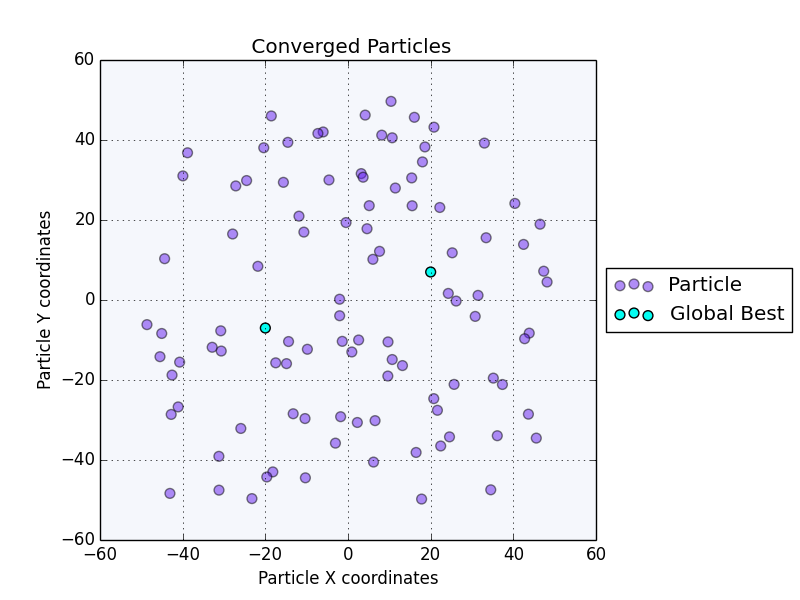 Converged Particles
60
40
20
0
−20
−40
−60
−60 −40 −20 0 20 40 60
Particle X coordinates
Particle Y coordinates
Particle
Global Best